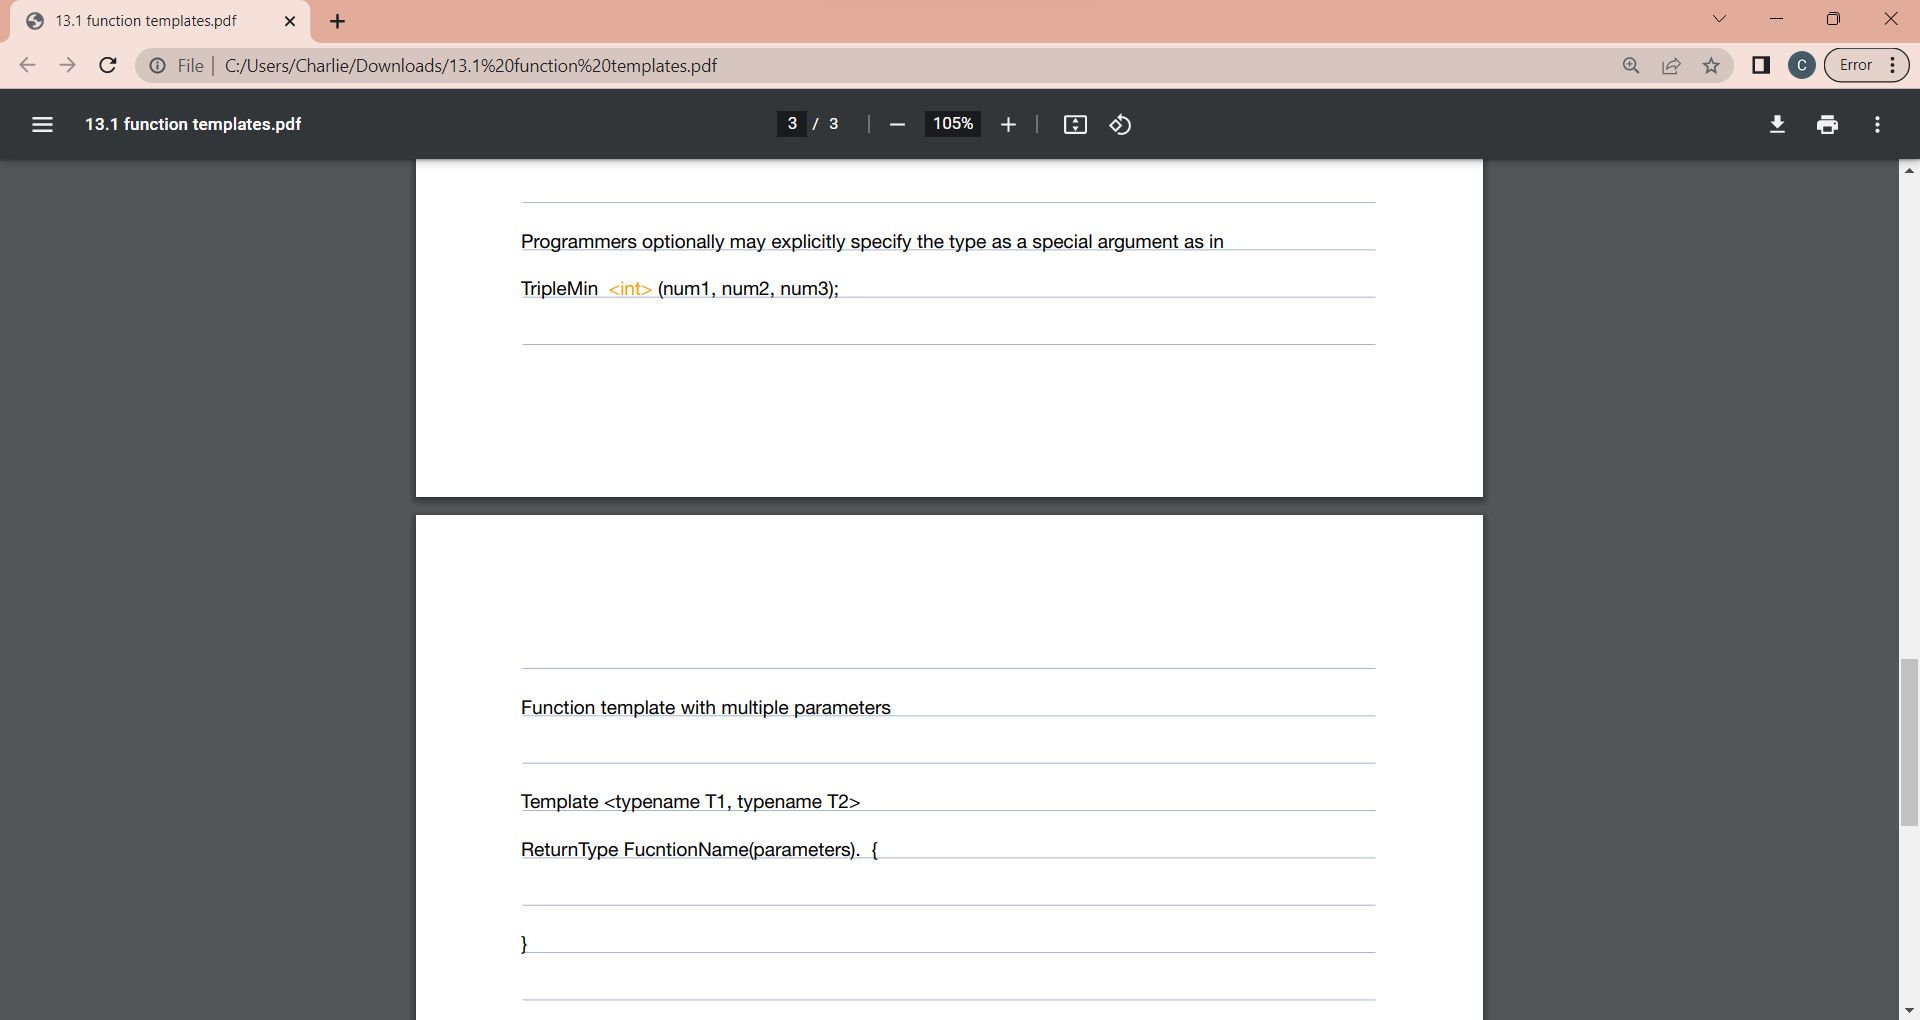 13.1 function templates.pdf
File | C:/Users/Charlie/Downloads/13.1%20function%20templates.pdf
C
Error
13.1 function templates.pdf
3 / 3
105%
Programmers optionally may explicitly specify the type as a special argument as in
TripleMin <int> (num1, num2, num3);
Function template with multiple parameters
Template <typename T1, typename T2>
ReturnType FucntionName(parameters). {
}